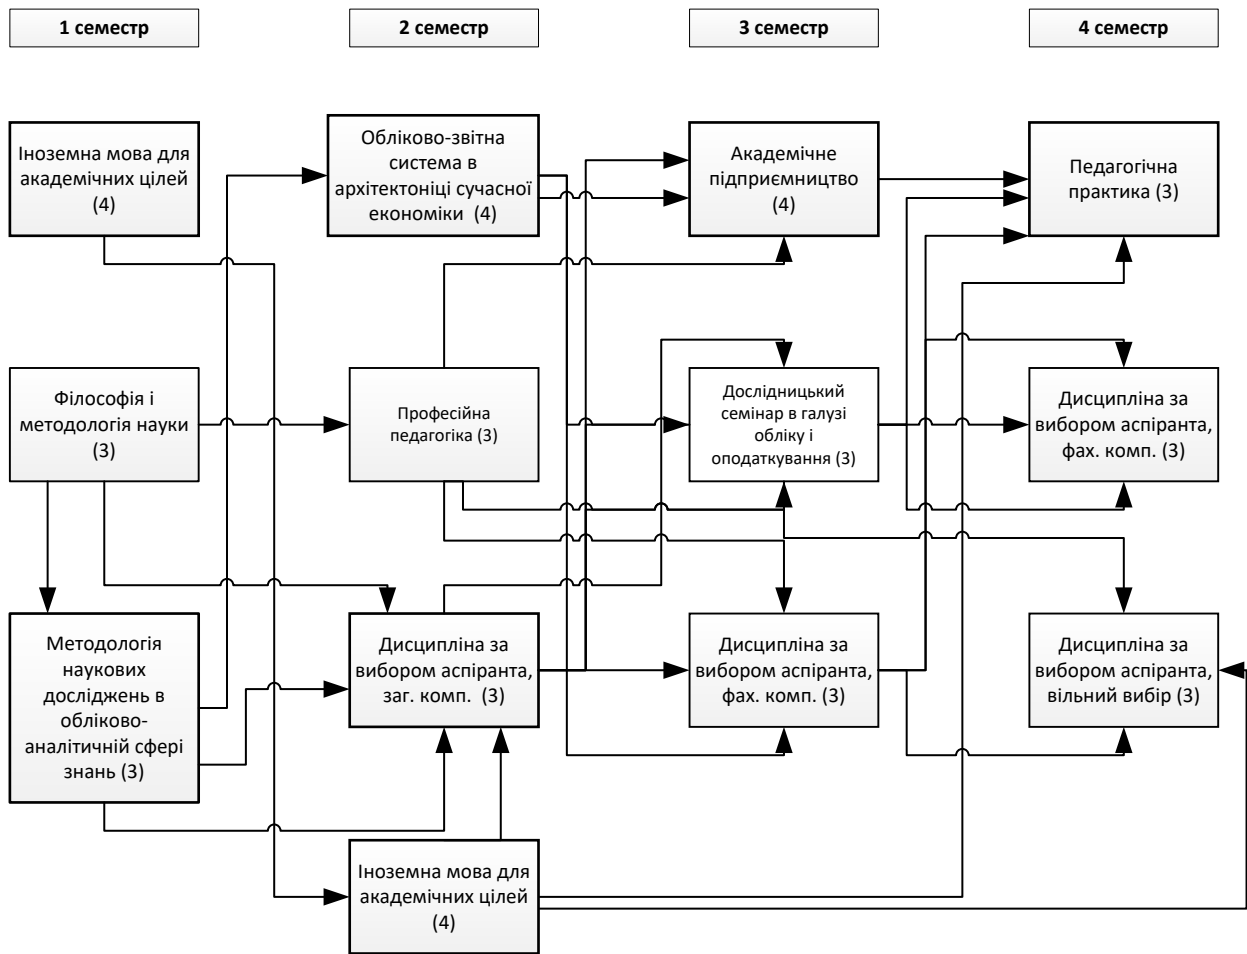 1 семестр
2 семестр
3 семестр
4 семестр
Іноземна мова для
академічних цілей
(4)
Обліково-звітна
система в
архітектоніці сучасної
економіки (4)
Академічне
підприємництво
(4)
Педагогічна
практика (3)
Філософія і
методологія науки
(3)
Професійна
педагогіка (3)
Дослідницький
семінар в галузі
обліку і
оподаткування (3)
Дисципліна за
вибором аспіранта,
фах. комп. (3)
Методологія
наукових
досліджень в
обліково-
аналітичній сфері
знань (3)
Дисципліна за
вибором аспіранта,
заг. комп. (3)
Дисципліна за
вибором аспіранта,
фах. комп. (3)
Дисципліна за
вибором аспіранта,
вільний вибір (3)
Іноземна мова для
академічних цілей
(4)